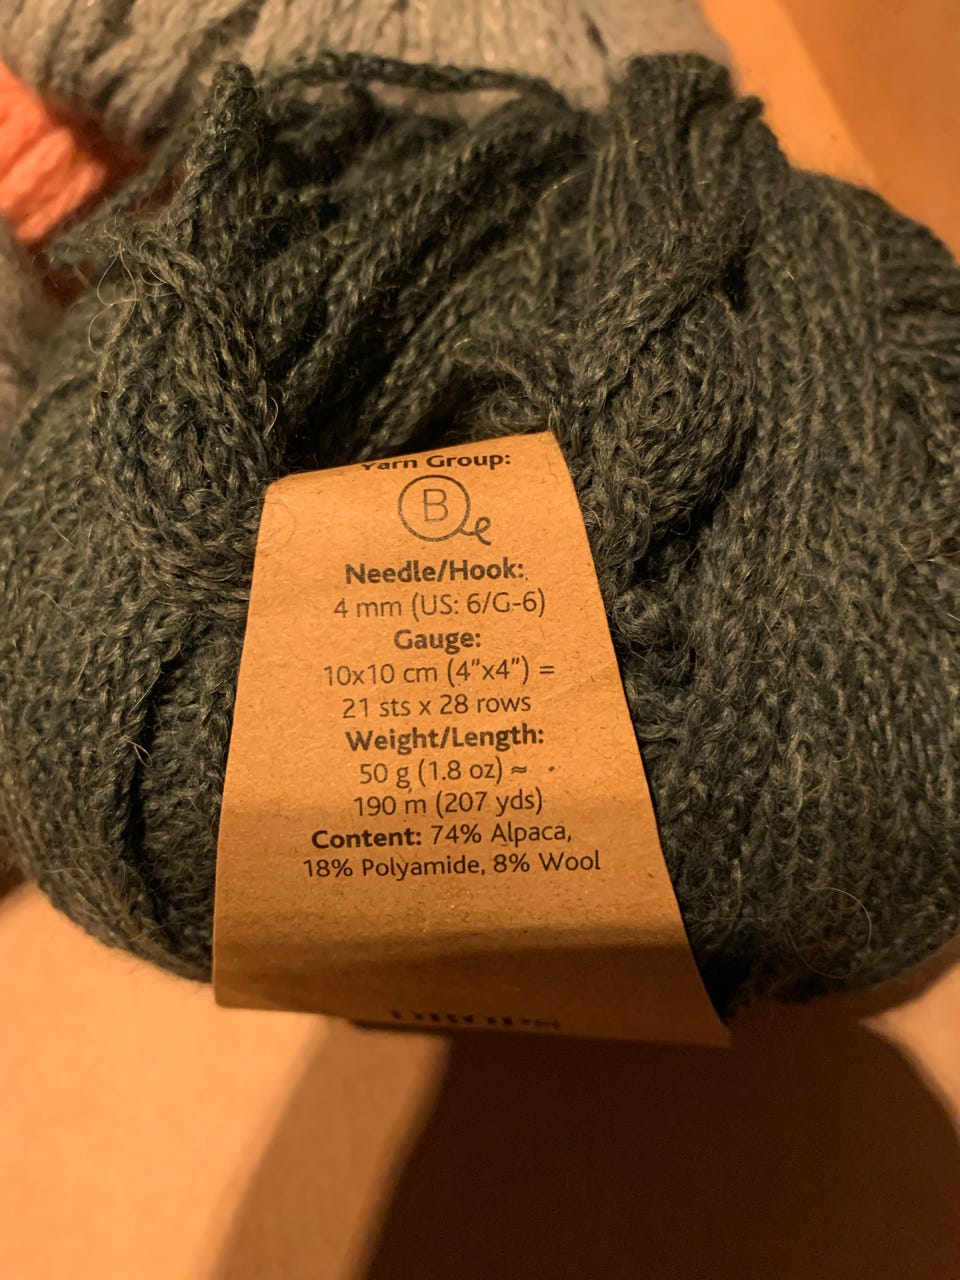 Yarn Group:
B
Needle/Hook:
4 mm (US: 6/G-6)
Gauge:
10x10 cm (4"x4") =
21 sts x 28 rows
Weight/Length:
50 g (1.8 oz) ≈
190 m (207 yds)
Content: 74% Alpaca,
18% Polyamide, 8% Wool